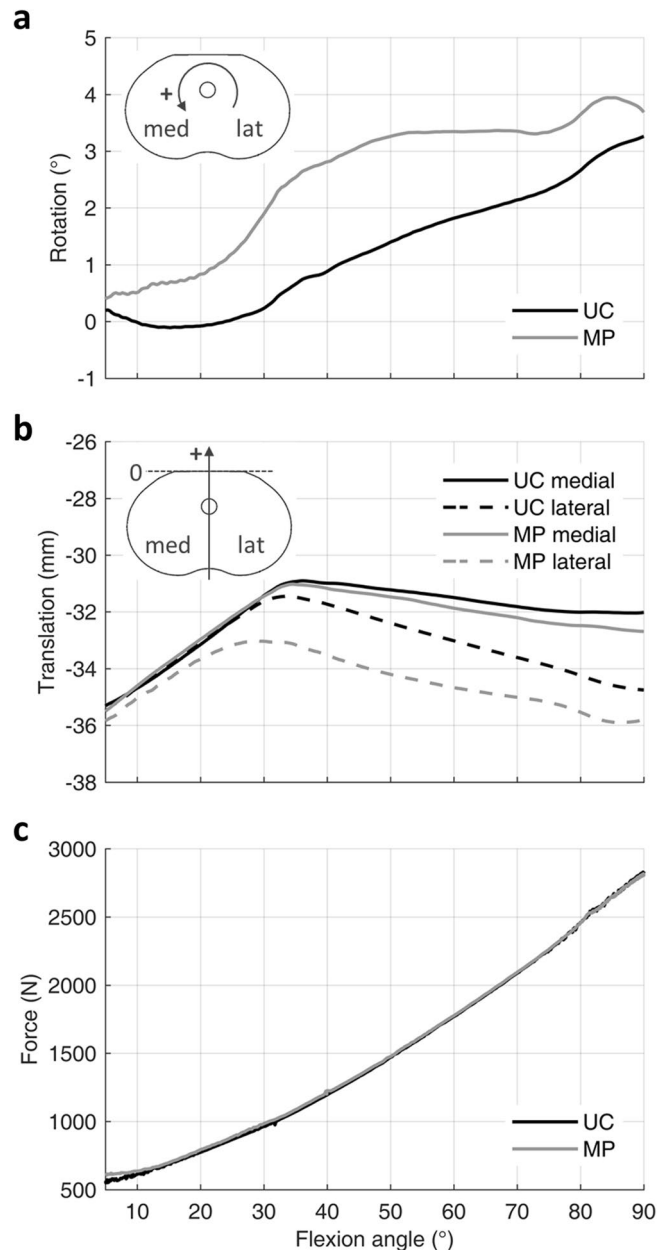 a
5
4
3
2
1
0
-1
Rotation (°)
+
med lat
UC
MP
b
-26
-28
-30
-32
-34
-36
-38
Translation (mm)
0
+
med lat
UC medial
UC lateral
MP medial
MP lateral
c
3000
2500
2000
1500
1000
500
Force (N)
UC
MP
10 20 30 40 50 60 70 80 90
Flexion angle (°)